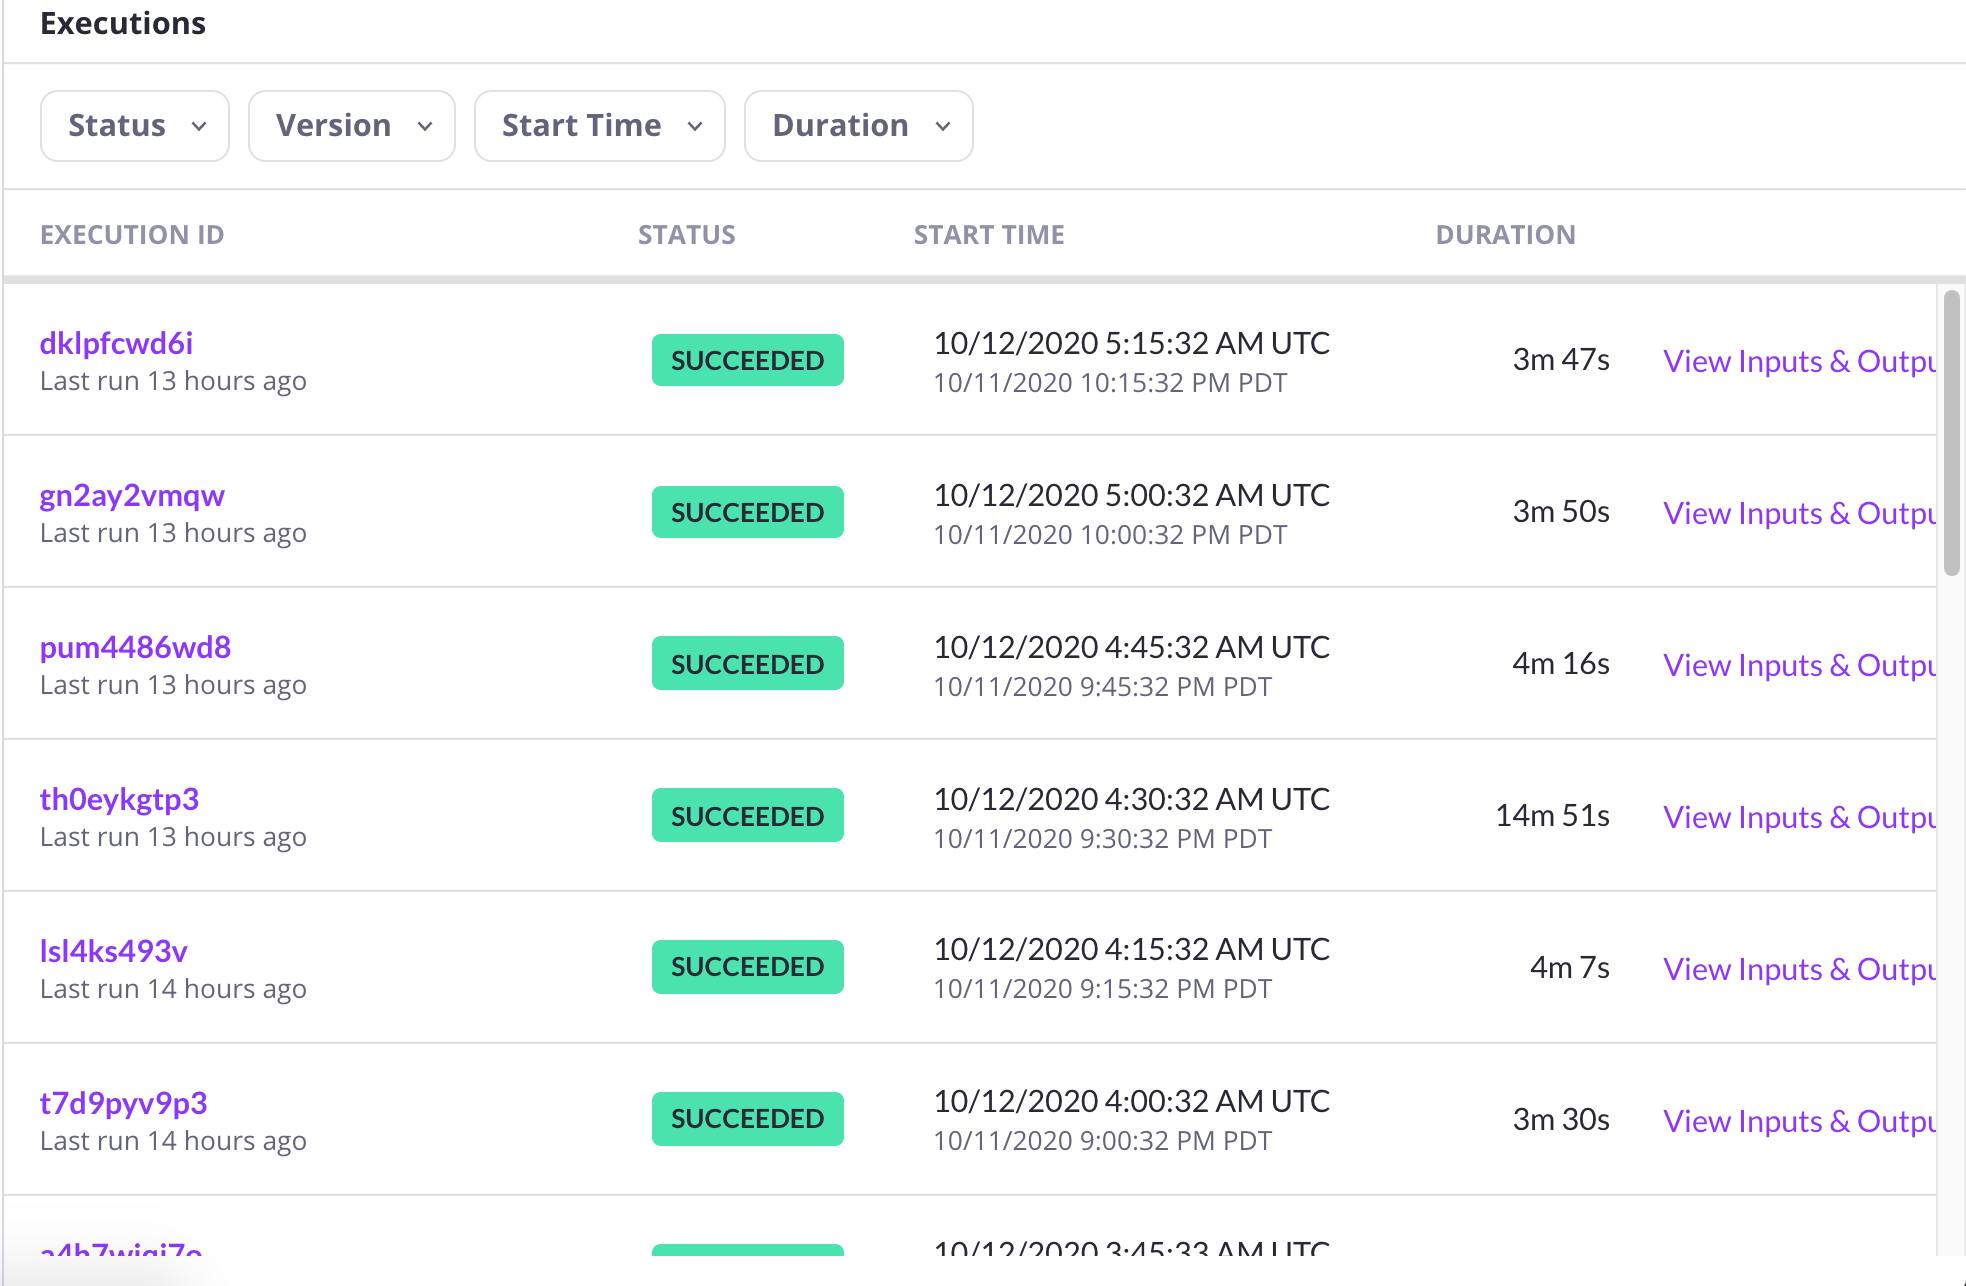 Executions
Status Version Start Time Duration
EXECUTION ID STATUS START TIME DURATION
dklpfcwd6i SUCCEEDED 10/12/2020 5:15:32 AM UTC 3m 47s View Inputs & Outpu
Last run 13 hours ago 10/11/2020 10:15:32 PM PDT
gn2ay2vmqw SUCCEEDED 10/12/2020 5:00:32 AM UTC 3m 50s View Inputs & Outpu
Last run 13 hours ago 10/11/2020 10:00:32 PM PDT
pum4486wd8 SUCCEEDED 10/12/2020 4:45:32 AM UTC 4m 16s View Inputs & Outpu
Last run 13 hours ago 10/11/2020 9:45:32 PM PDT
th0eykgtp3 SUCCEEDED 10/12/2020 4:30:32 AM UTC 14m 51s View Inputs & Outpu
Last run 13 hours ago 10/11/2020 9:30:32 PM PDT
lsl4ks493v SUCCEEDED 10/12/2020 4:15:32 AM UTC 4m 7s View Inputs & Outpu
Last run 14 hours ago 10/11/2020 9:15:32 PM PDT
t7d9pyv9p3 SUCCEEDED 10/12/2020 4:00:32 AM UTC 3m 30s View Inputs & Outpu
Last run 14 hours ago 10/11/2020 9:00:32 PM PDT
10/12/2020 3:45:33 AM UTC